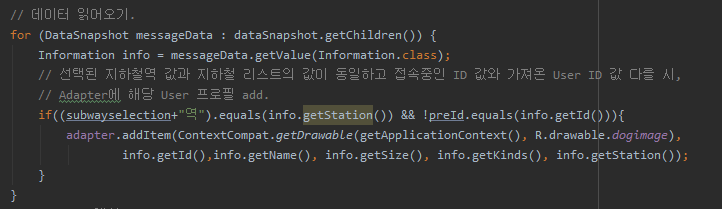 // 데이터 읽어오기.
for (DataSnapshot messageData : dataSnapshot.getChildren()) {
Information info = messageData.getValue(Information.class);
// 선택된 지하철역 값과 지하철 리스트의 값이 동일하고 접속중인 ID 값와 가져온 User ID 값 다를 시,
// Adapter에 해당 User 프로필 add.
if((subwayselection+"역").equals(info.getStation()) && !preId.equals(info.getId())){
adapter.addItem(ContextCompat.getDrawable(getApplicationContext(), R.drawable.dogimage),
info.getId(),info.getName(), info.getSize(), info.getKinds(), info.getStation());
}
}